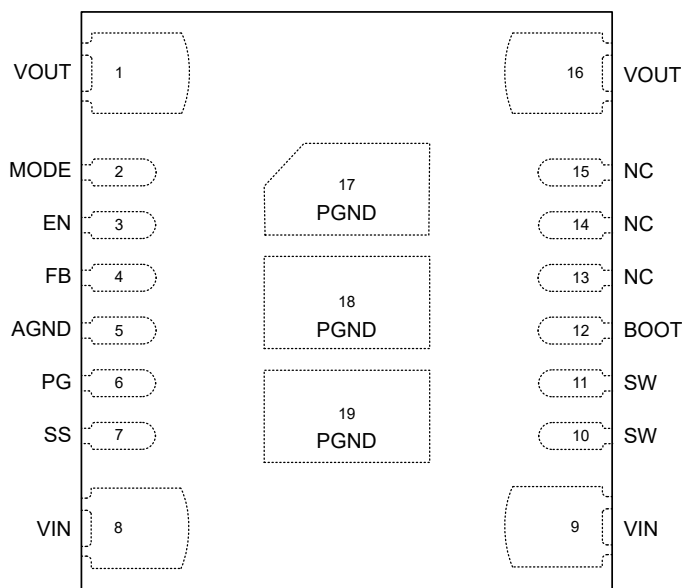 VOUT 1 16 VOUT
MODE 2 15 NC
17
PGND
EN 3 14 NC
FB 4 13 NC
18
PGND
AGND 5 12 BOOT
PG 6 11 SW
19
PGND
SS 7 10 SW
VIN 8 9 VIN